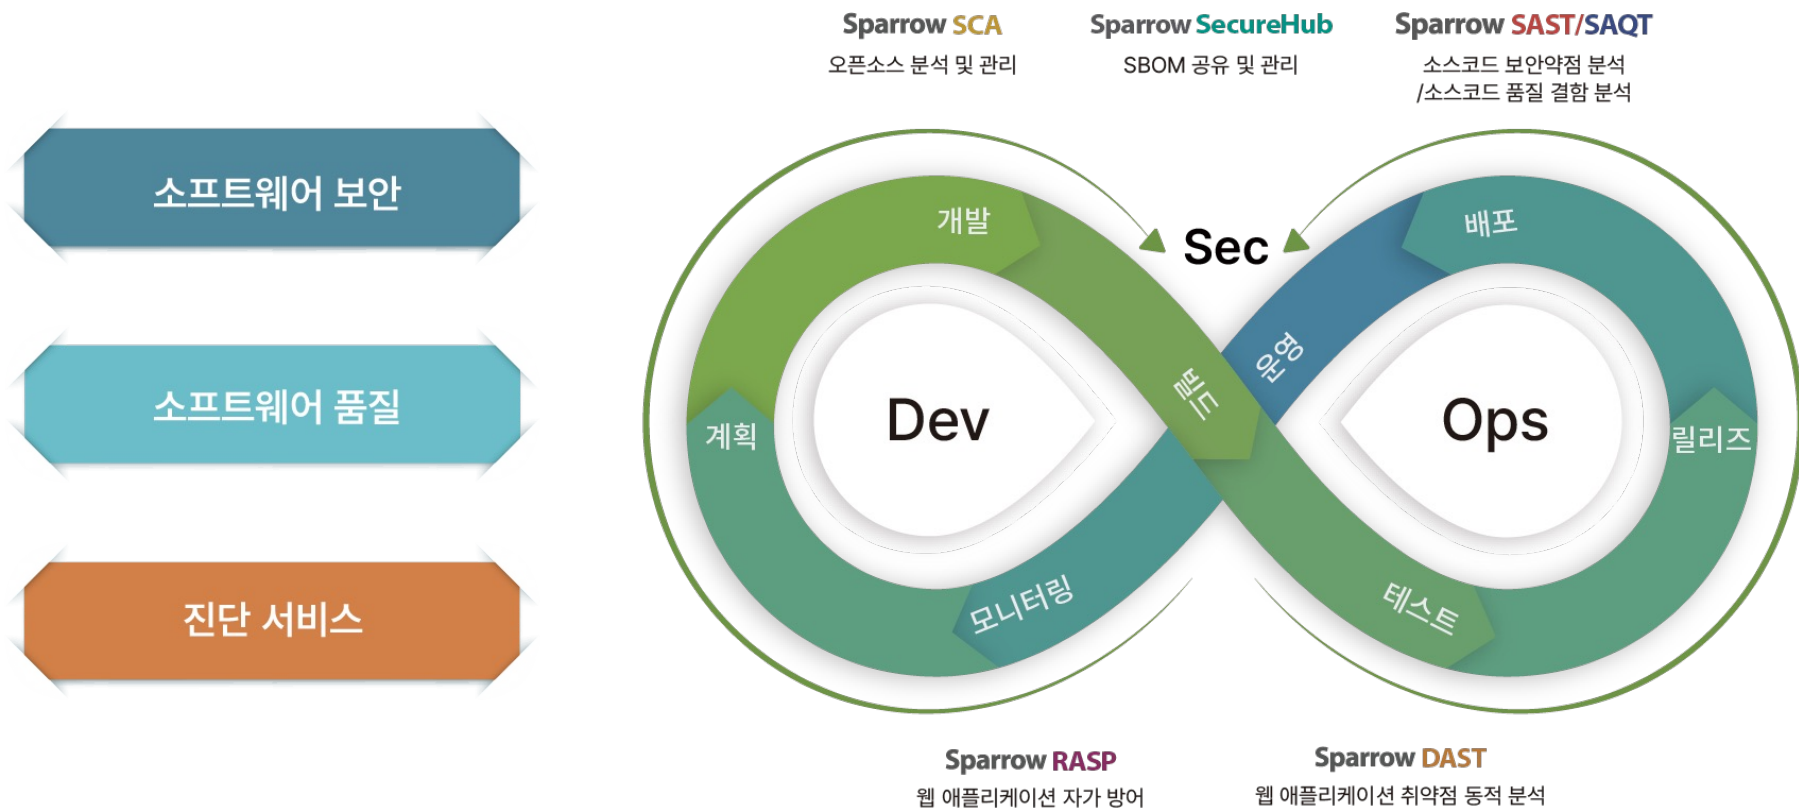 소프트웨어 보안
소프트웨어 품질
진단 서비스
Sparrow SCA
오픈소스 분석 및 관리
Sparrow SecureHub
SBOM 공유 및 관리
Sparrow SAST/SAQT
소스코드 보안약점 분석
/소스코드 품질 결함 분석
개발
Sec
배포
빌드
운영
계획
Dev
Ops
릴리즈
모니터링
테스트
Sparrow RASP
웹 애플리케이션 자가 방어
Sparrow DAST
웹 애플리케이션 취약점 동적 분석